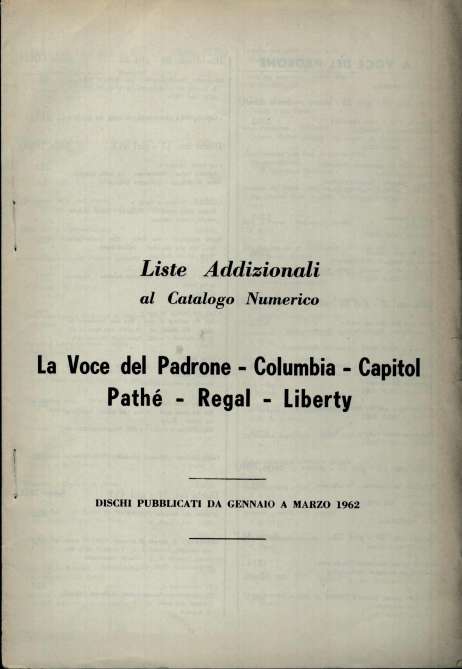 Liste Addizionali
al Catalogo Numerico
La Voce del Padrone - Columbia - Capitol
Pathé - Regal - Liberty
DISCHI PUBBLICATI DA GENNAIO A MARZO 1962